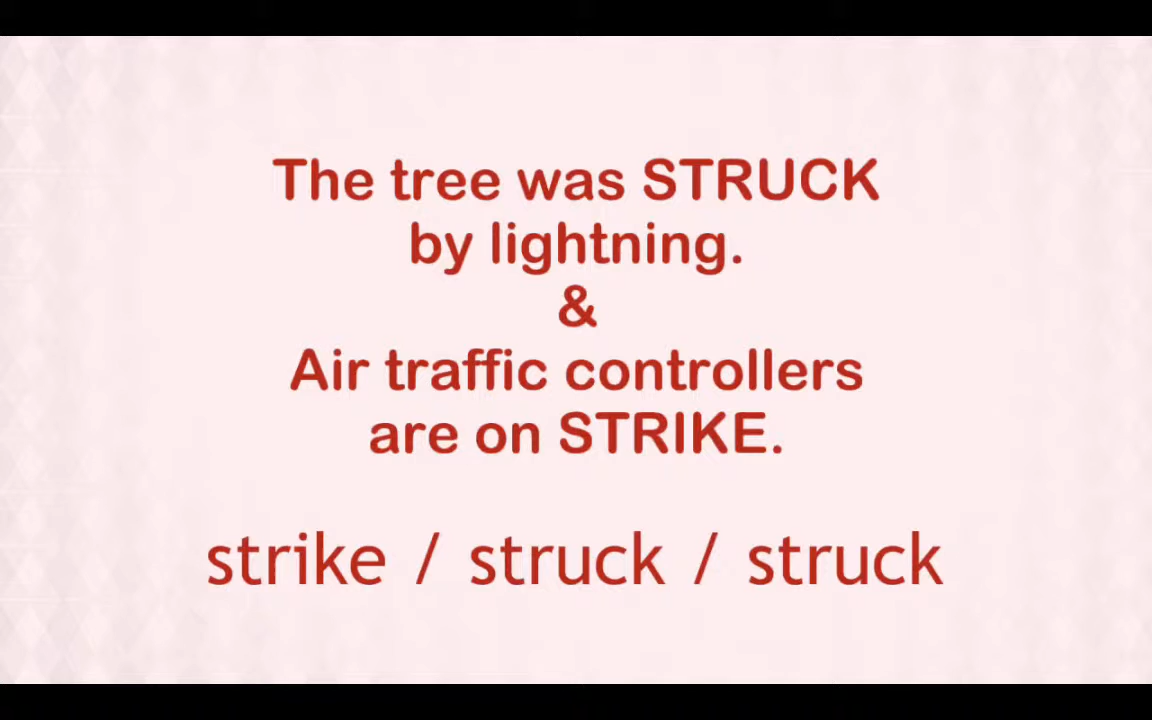 The tree was STRUCK
by lightning.
&
Air traffic controllers
are on STRIKE.
strike / struck / struck